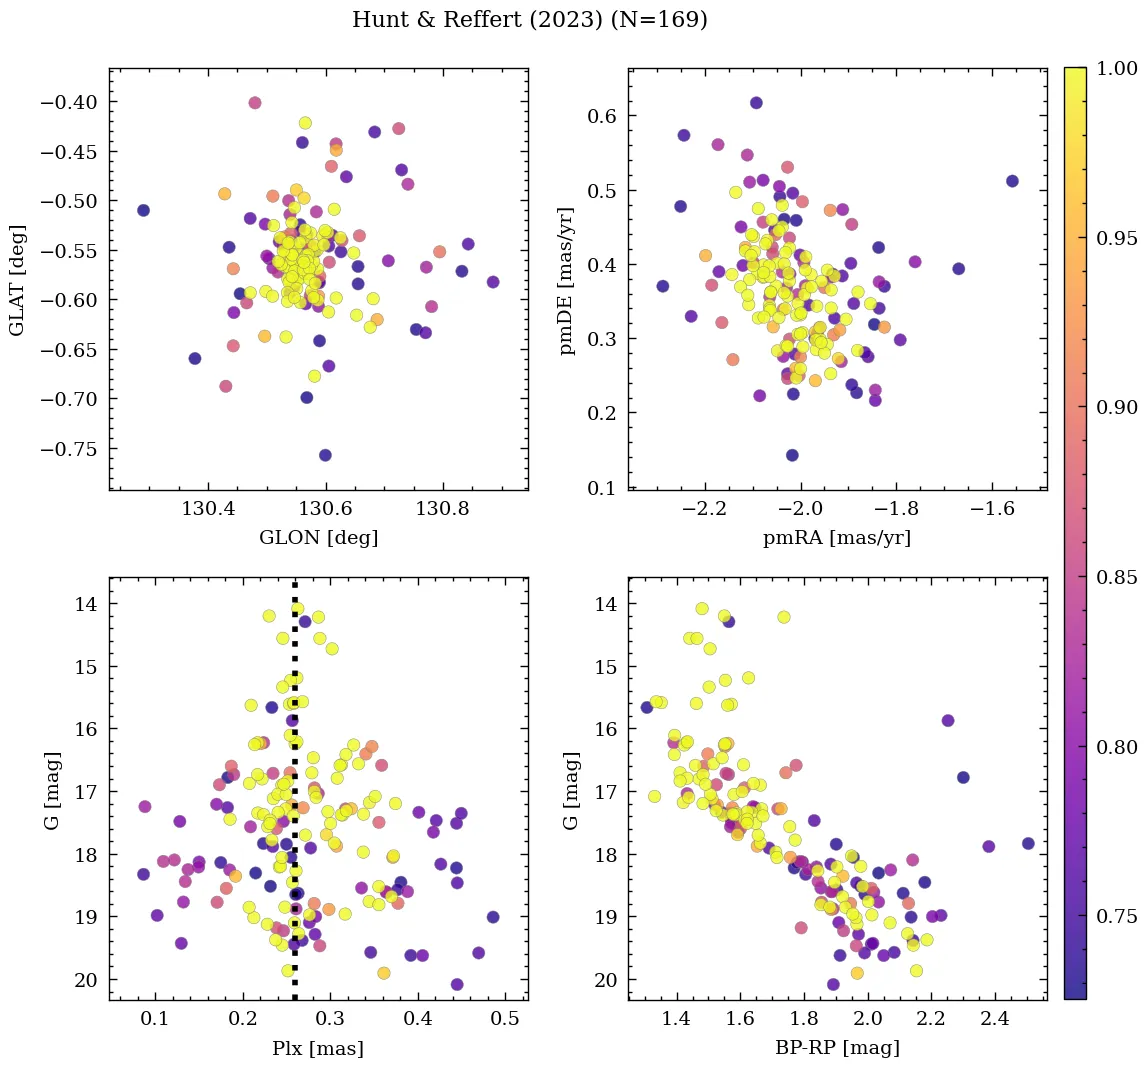 Hunt & Reffert (2023) (N=169)
−0.40
−0.45
−0.50
−0.55
−0.60
−0.65
−0.70
−0.75
GLAT [deg]
130.4 130.6 130.8
GLON [deg]
0.6
0.5
0.4
0.3
0.2
0.1
pmDE [mas/yr]
−2.2 −2.0 −1.8 −1.6
pmRA [mas/yr]
14
15
16
17
18
19
20
G [mag]
0.1 0.2 0.3 0.4 0.5
Plx [mas]
14
15
16
17
18
19
20
G [mag]
1.4 1.6 1.8 2.0 2.2 2.4
BP-RP [mag]
1.00
0.95
0.90
0.85
0.80
0.75